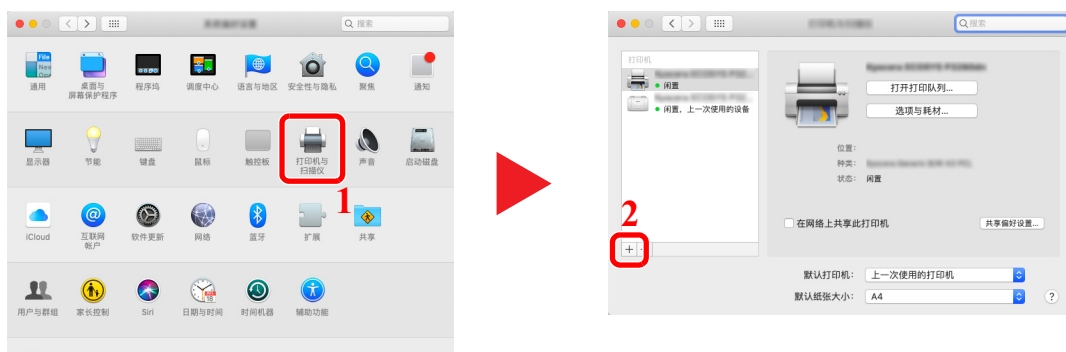 搜索
File
New
通用
桌面与
屏幕保护程序
程序坞
调度中心
语言与地区
安全性与隐私
聚焦
通知
显示器
节能
键盘
鼠标
触控板
打印机与
扫描仪
声音
启动磁盘
1
iCloud
互联网
帐户
软件更新
网络
蓝牙
扩展
共享
用户与群组
家长控制
Siri
18
日期与时间
时间机器
辅助功能
搜索
打印机
闲置
闲置，上一次使用的设备
打开打印队列...
选项与耗材...
位置:
种类:
状态: 闲置
2
+
在网络上共享此打印机
共享偏好设置...
默认打印机: 上一次使用的打印机
默认纸张大小: A4
?